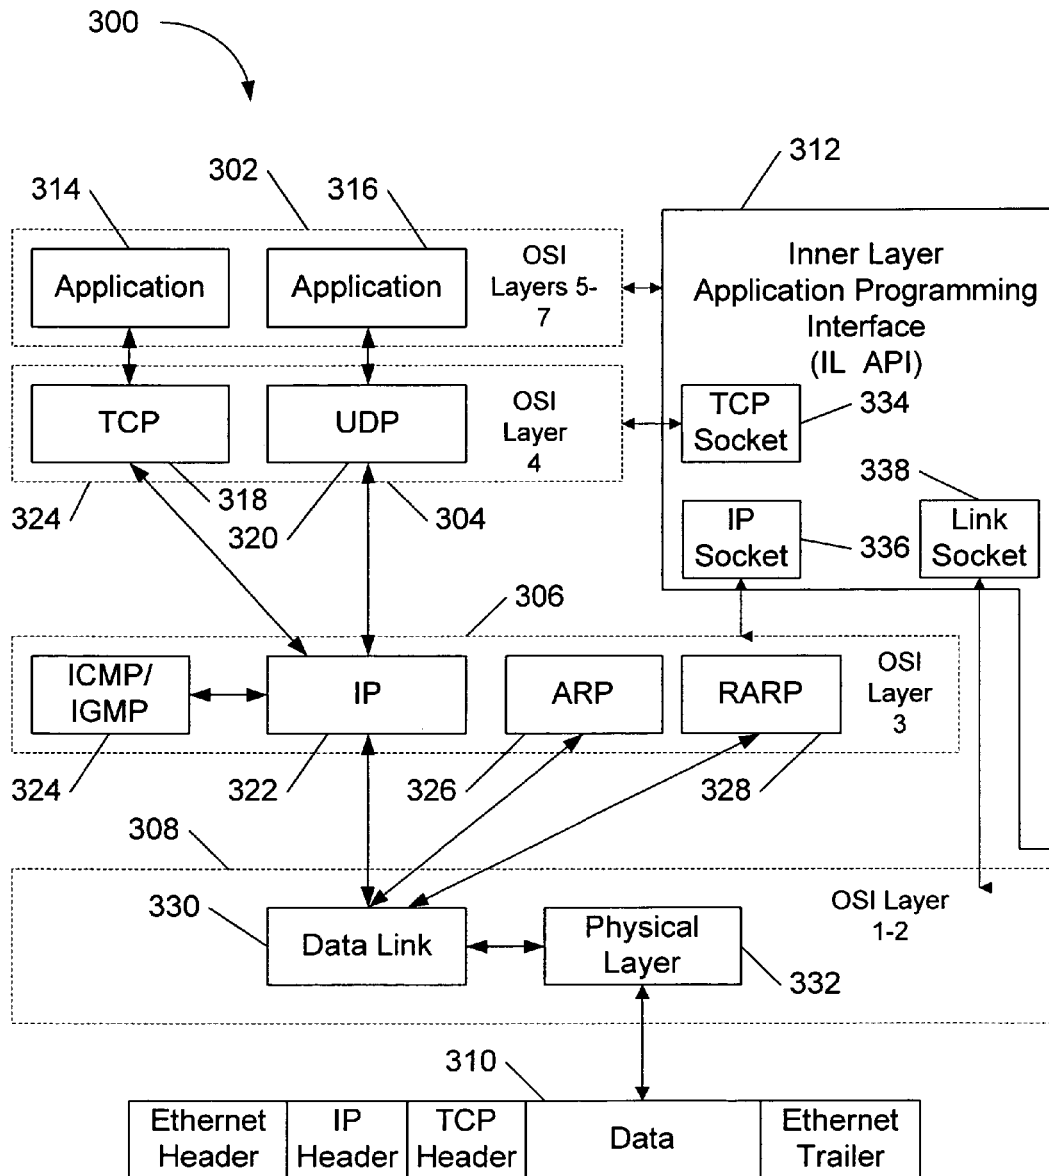 300
312
302
314
316
Application
Application
OSI
Layers 5-
7
Inner Layer
Application Programming
Interface
(IL API)
TCP
UDP
OSI
Layer
4
TCP
Socket
334
338
324
318
320
304
IP
Socket
336
Link
Socket
306
ICMP/
IGMP
IP
ARP
RARP
OSI
Layer
3
324
322
326
328
308
330
Data Link
Physical
Layer
OSI Layer
1-2
332
310
Ethernet
Header
IP
Header
TCP
Header
Data
Ethernet
Trailer